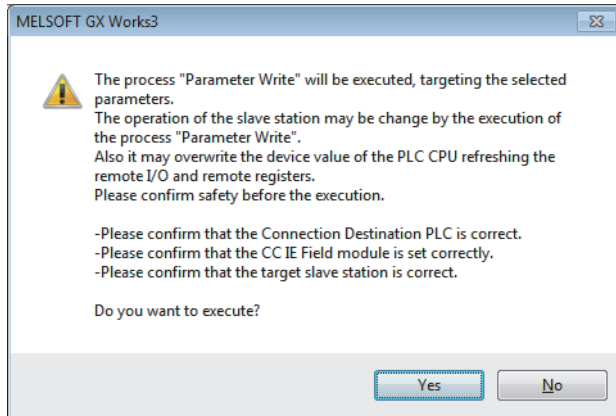 MELSOFT GX Works3
The process "Parameter Write" will be executed, targeting the selected
parameters.
The operation of the slave station may be change by the execution of
the process "Parameter Write".
Also it may overwrite the device value of the PLC CPU refreshing the
remote I/O and remote registers.
Please confirm safety before the execution.
-Please confirm that the Connection Destination PLC is correct.
-Please confirm that the CC IE Field module is set correctly.
-Please confirm that the target slave station is correct.
Do you want to execute?
Yes
No